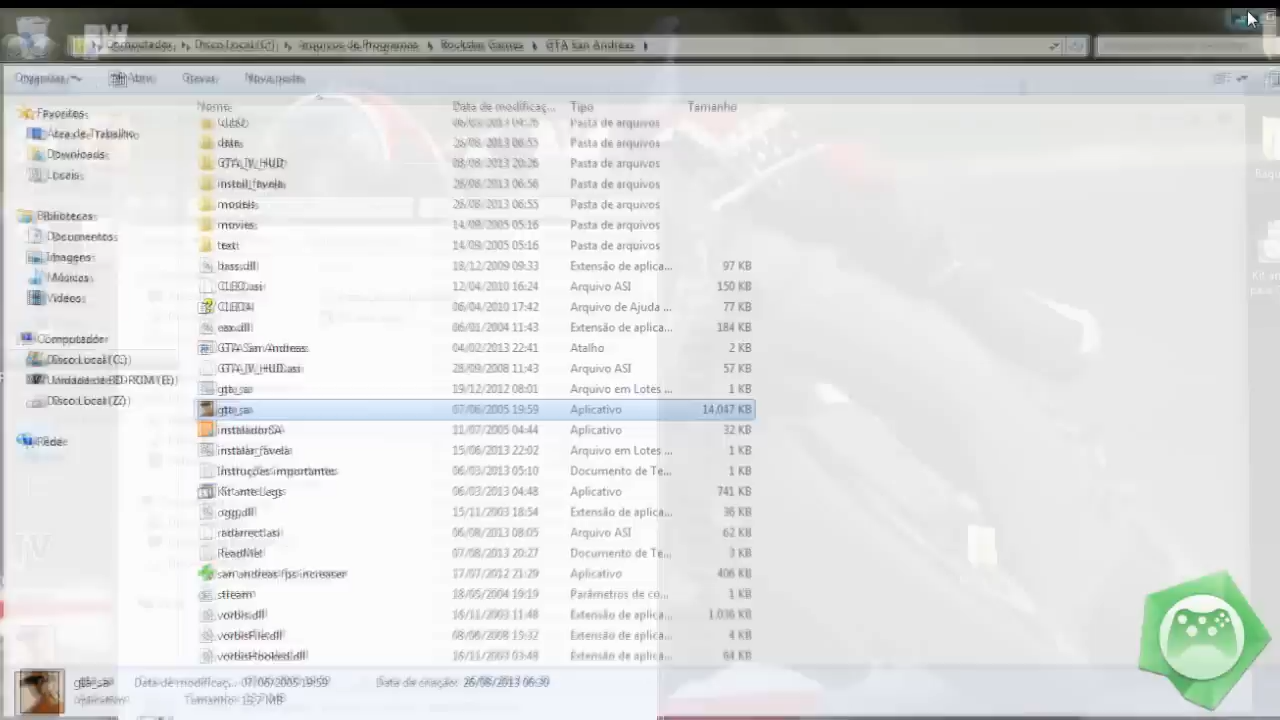 Computador Disco Local (C:) Arquivos de Programas Rockstar Games GTA San Andreas
Organizar Abrir Gravar Nova pasta
Nome Data de modificaç... Tipo Tamanho
Favoritos
Área de Trabalho
Downloads
Locais
Bibliotecas
Documentos
Imagens
Músicas
Vídeos
Computador
Disco Local (C:)
Unidade de BD-ROM (E:)
Disco Local (Z:)
Rede
CLEO 06/03/2013 04:26 Pasta de arquivos
data 26/08/2013 06:55 Pasta de arquivos
GTA_IV_HUD 08/08/2013 20:26 Pasta de arquivos
install_favela 26/08/2013 06:56 Pasta de arquivos
models 26/08/2013 06:55 Pasta de arquivos
movies 14/09/2005 05:16 Pasta de arquivos
text 14/09/2005 05:16 Pasta de arquivos
bass.dll 18/12/2009 09:33 Extensão de aplica... 97 KB
CLEO.asi 12/04/2010 16:24 Arquivo ASI 150 KB
06/04/2010 17:42 Arquivo de Ajuda ... 77 KB
eax.dll 06/01/2004 11:43 Extensão de aplica... 184 KB
GTA San Andreas 04/02/2013 22:41 Atalho 2 KB
GTA_IV_HUD.asi 28/09/2008 11:43 Arquivo ASI 57 KB
gta_sa 19/12/2012 08:01 Arquivo em Lotes ... 1 KB
gta_sa 07/06/2005 19:59 Aplicativo 14.047 KB
instaladorSA 11/07/2005 04:44 Aplicativo 32 KB
instalar_favela 15/06/2013 22:02 Arquivo em Lotes ... 1 KB
Instruções importantes 06/03/2013 05:10 Documento de Te... 1 KB
Kit ante Legs 06/03/2013 04:48 Aplicativo 741 KB
ogg.dll 15/11/2003 18:54 Extensão de aplica... 36 KB
radarrect.asi 06/08/2013 08:05 Arquivo ASI 62 KB
ReadMe! 07/08/2013 20:27 Documento de Te... 3 KB
san andreas fps increaser 17/07/2012 21:29 Aplicativo 406 KB
stream 18/05/2004 19:19 Parâmetros de co... 1 KB
vorbis.dll 16/11/2003 11:48 Extensão de aplica... 1.036 KB
vorbisFile.dll 08/06/2008 19:32 Extensão de aplica... 4 KB
vorbisHooked.dll 16/11/2003 03:48 Extensão de aplica... 64 KB
gta_sa Data de modificaç... 07/06/2005 19:59 Data de criação: 26/08/2013 06:30
Tamanho: 13,7 MB